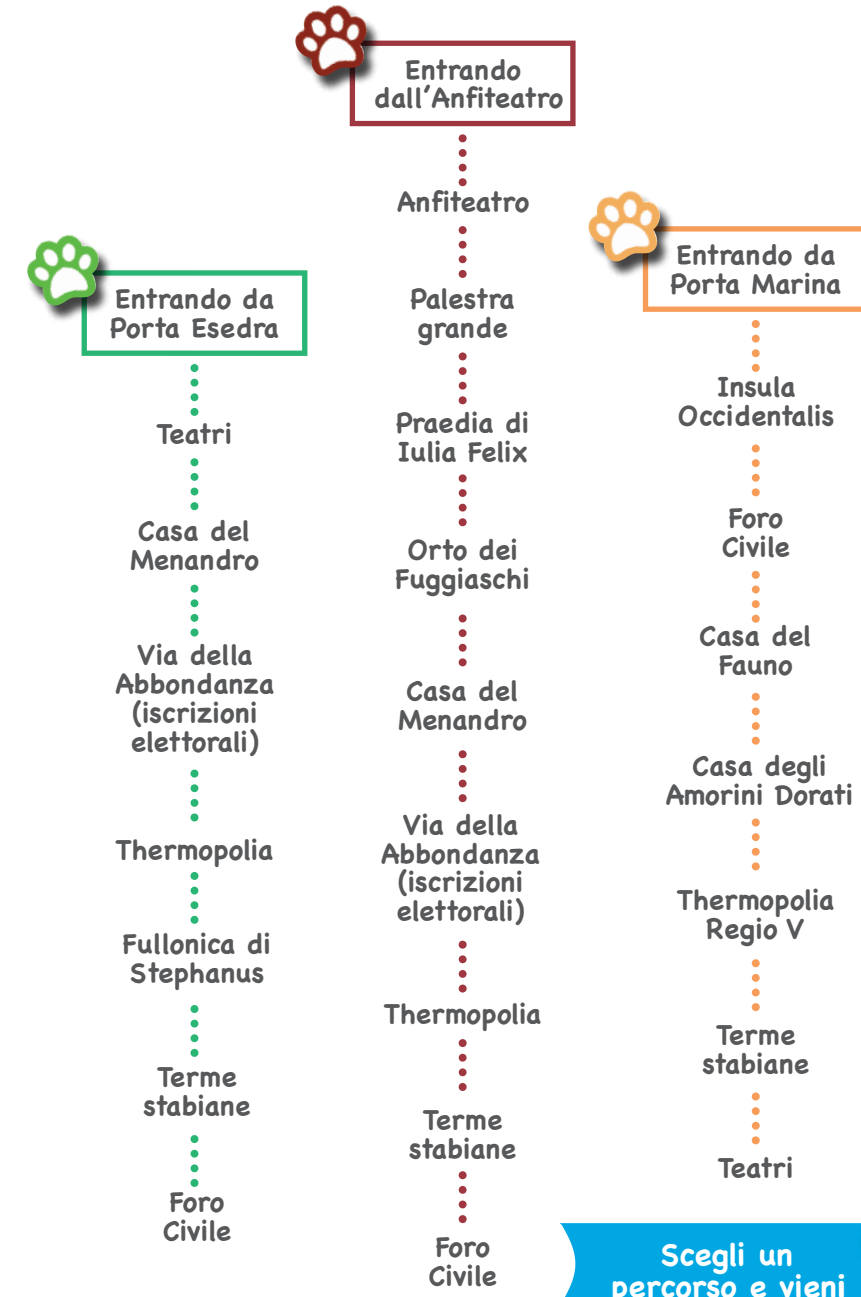 Entrando da
Porta Esedra
Teatri
Casa del
Menandro
Via della
Abbondanza
(iscrizioni
elettorali)
Thermopolia
Fullonica di
Stephanus
Terme
stabiane
Foro
Civile
Entrando
dall'Anfiteatro
Anfiteatro
Palestra
grande
Praedia di
Iulia Felix
Orto dei
Fuggiaschi
Casa del
Menandro
Via della
Abbondanza
(iscrizioni
elettorali)
Thermopolia
Terme
stabiane
Foro
Civile
Entrando da
Porta Marina
Insula
Occidentalis
Foro
Civile
Casa del
Fauno
Casa degli
Amorini Dorati
Thermopolia
Regio V
Terme
stabiane
Teatri
Scegli un
percorso e vieni